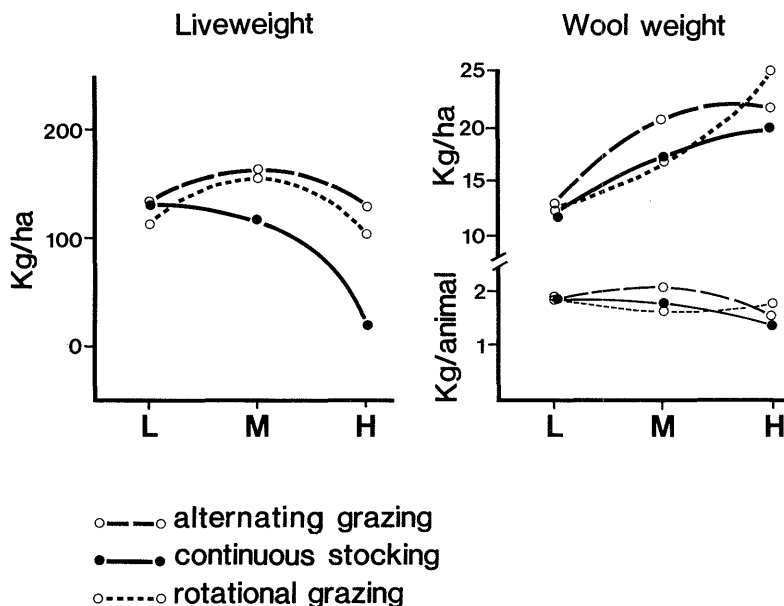 Liveweight
Kg/ha
200
100
0
L M H
Wool weight
Kg/ha
25
20
15
10
Kg/animal
2
1
L M H
alternating grazing
continuous stocking
rotational grazing